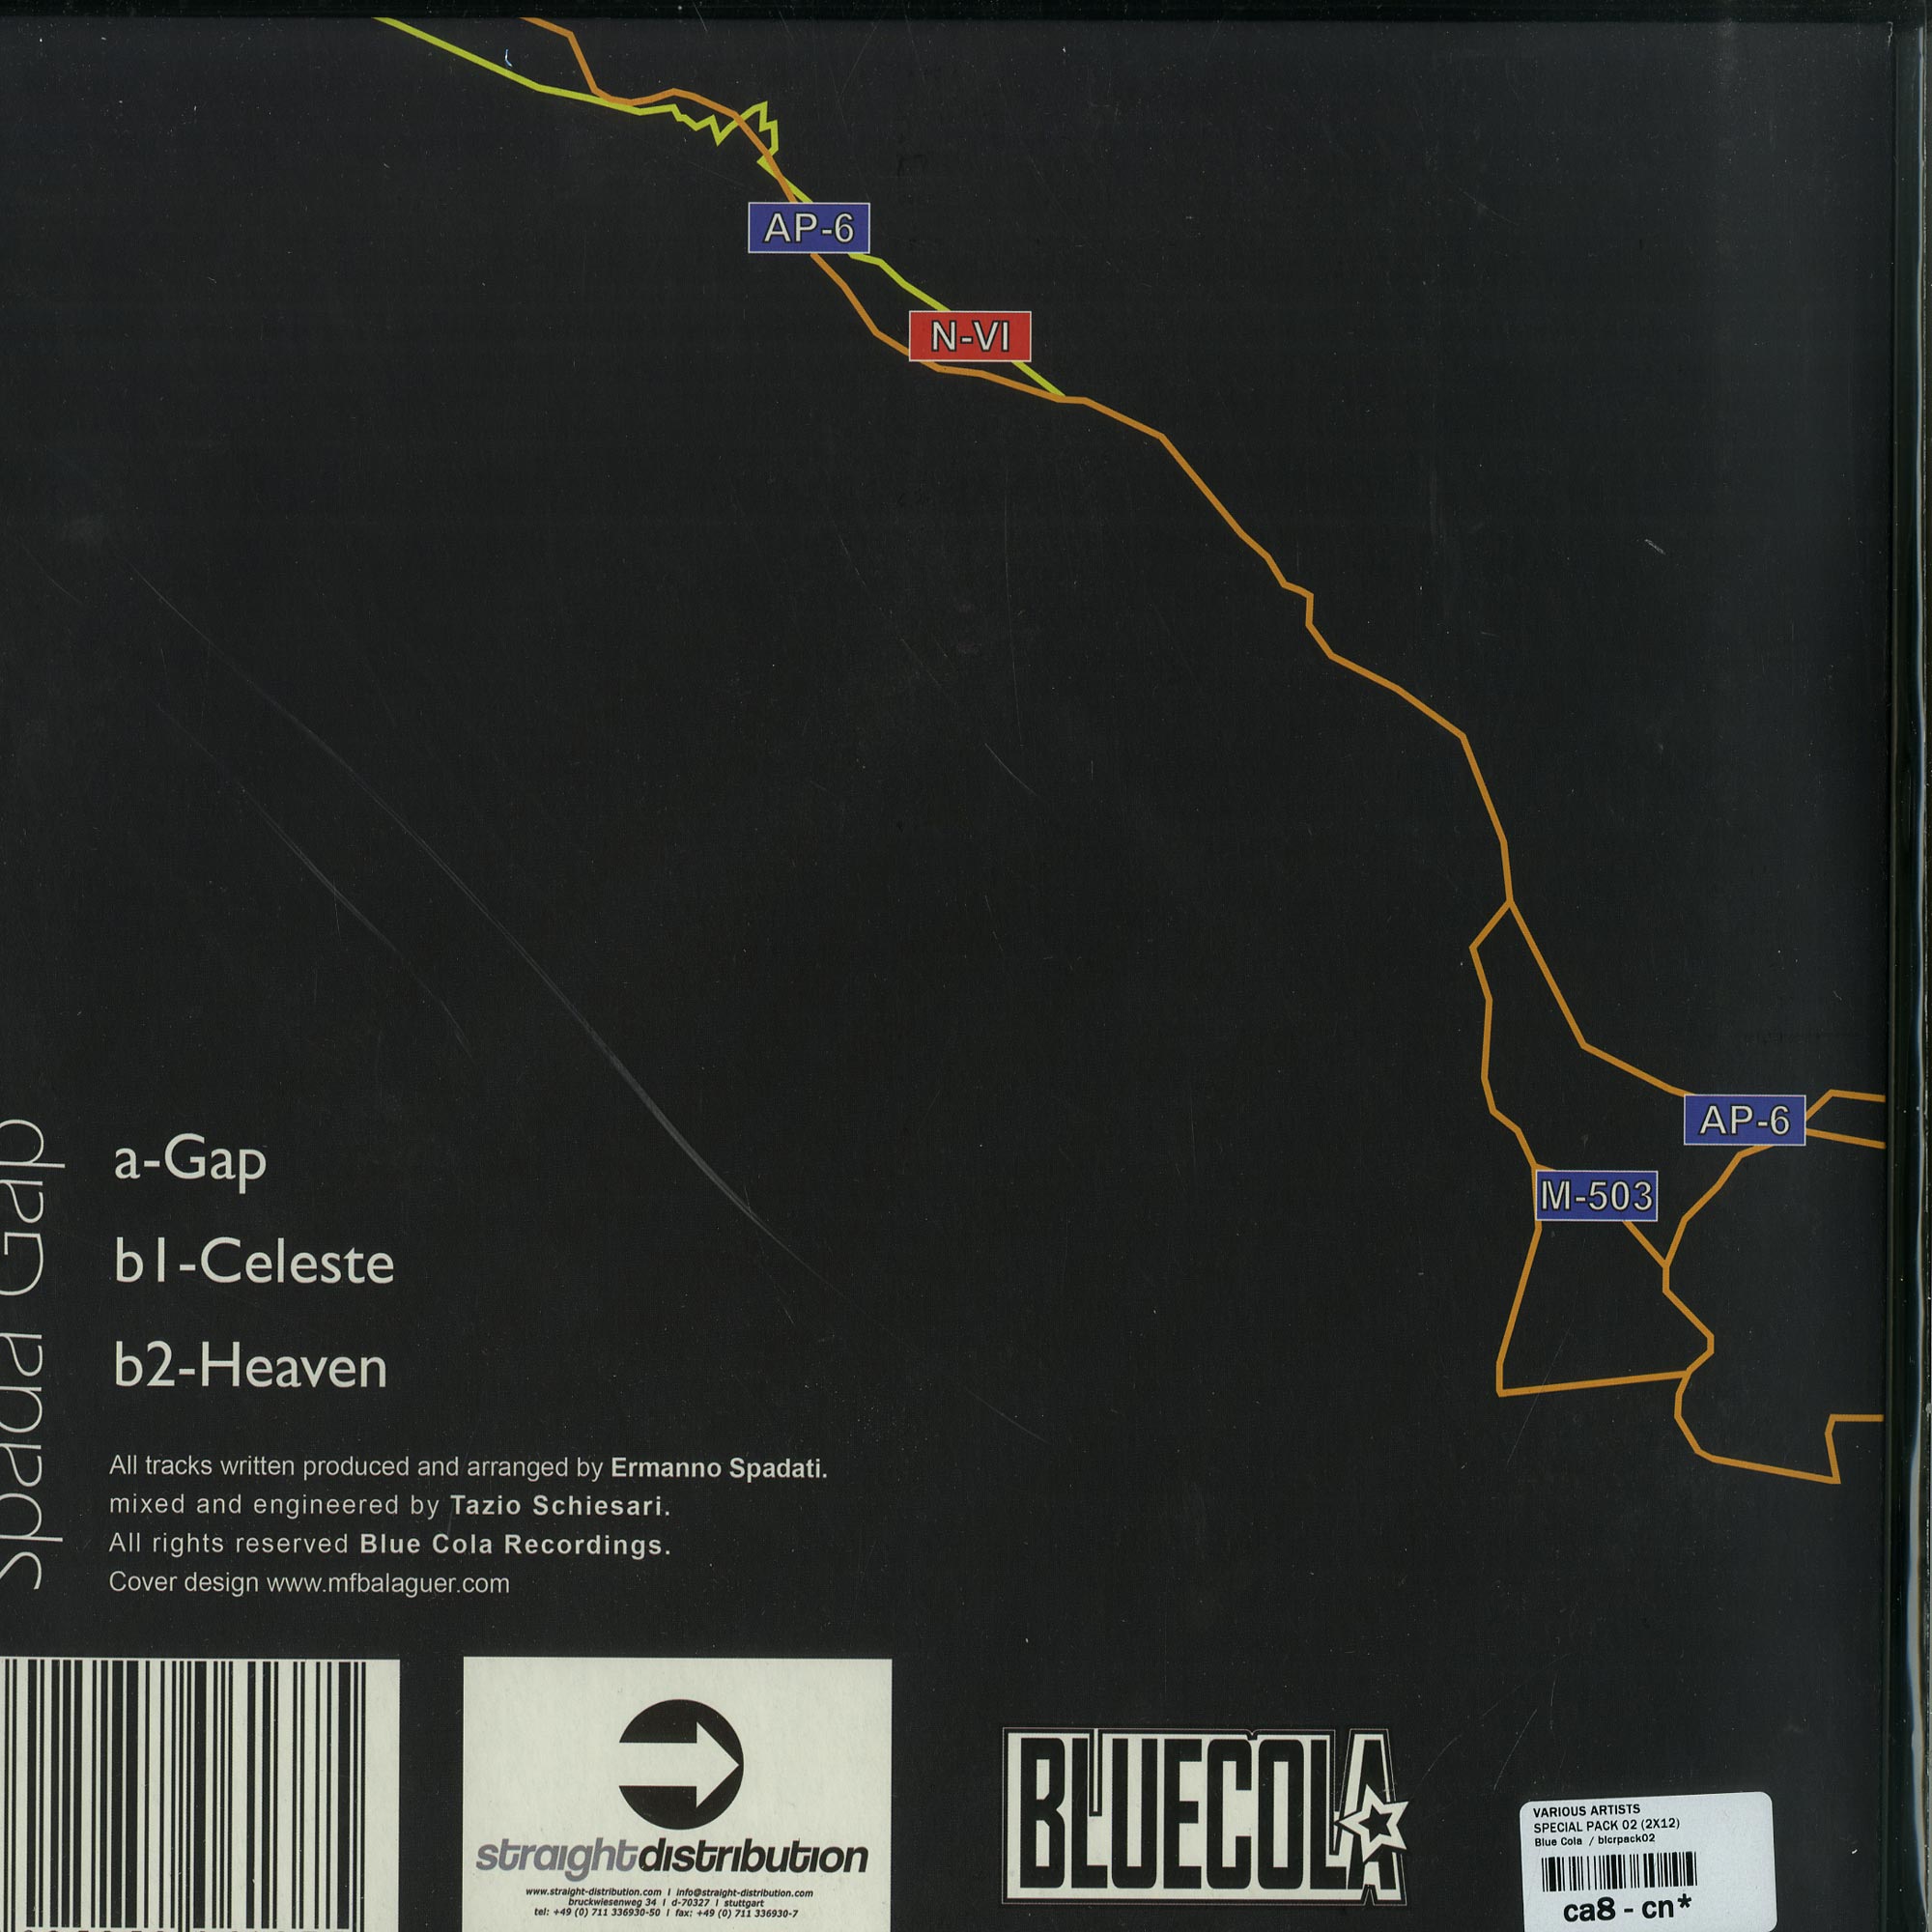 AP-6
N-VI
AP-6
M-503
Spada Gap
a-Gap
b1-Celeste
b2-Heaven
All tracks written produced and arranged by Ermanno Spadati.
mixed and engineered by Tazio Schiesari.
All rights reserved Blue Cola Recordings.
Cover design www.mfbalaguer.com
straightdistribution
www.straight-distribution.com I info@straight-distribution.com
bruckwiesenweg 34 I d-70327 I stuttgart
tel: +49 (0) 711 336930-50 I fax: +49 (0) 711 336930-7
BLUECOLA
VARIOUS ARTISTS
SPECIAL PACK 02 (2X12)
Blue Cola / blcrpack02
ca8 - cn*